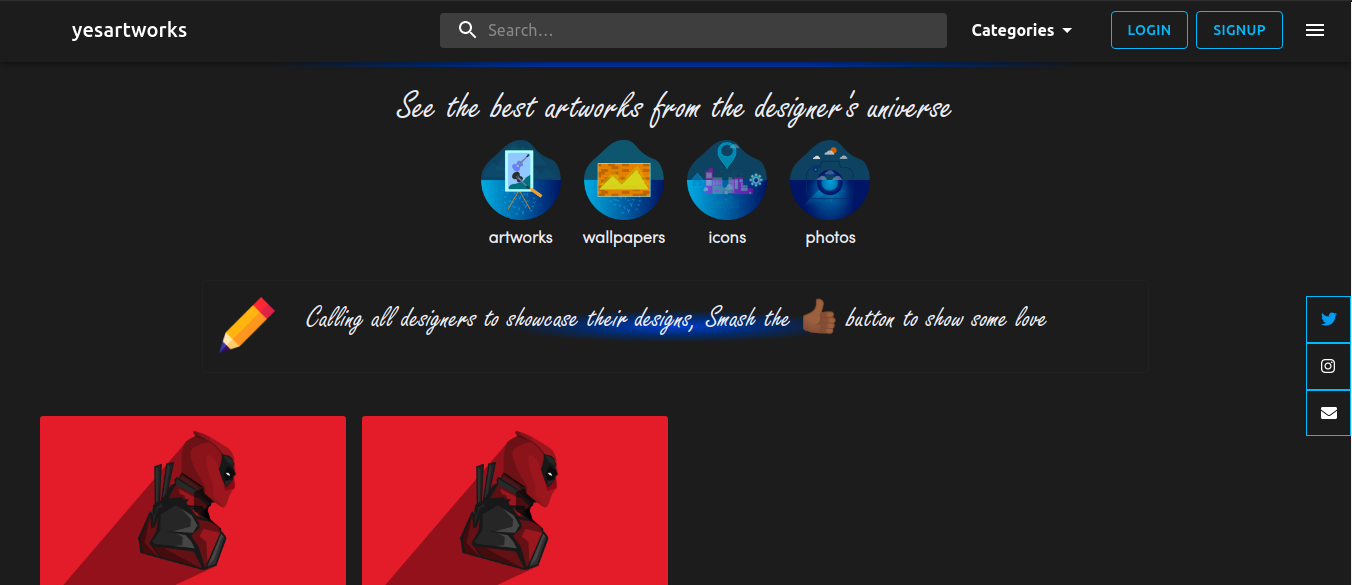 yesartworks
Search...
Categories
LOGIN
SIGNUP
See the best artworks from the designer's universe
artworks
wallpapers
icons
photos
Calling all designers to showcase their designs, Smash the 👍🏾 button to show some love